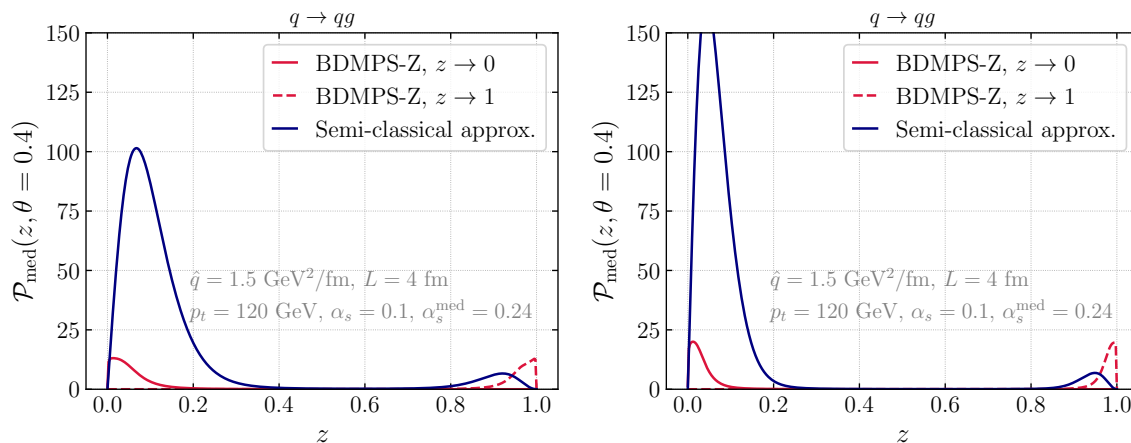 q → qg
150
125
100
75
50
25
0
0.0 0.2 0.4 0.6 0.8 1.0
z
𝒫_med(z, θ = 0.4)
BDMPS-Z, z → 0
BDMPS-Z, z → 1
Semi-classical approx.
q̂ = 1.5 GeV²/fm, L = 4 fm
p_t = 120 GeV, α_s = 0.1, α_s^med = 0.24
q → qg
150
125
100
75
50
25
0
0.0 0.2 0.4 0.6 0.8 1.0
z
𝒫_med(z, θ = 0.4)
BDMPS-Z, z → 0
BDMPS-Z, z → 1
Semi-classical approx.
q̂ = 1.5 GeV²/fm, L = 4 fm
p_t = 120 GeV, α_s = 0.1, α_s^med = 0.24